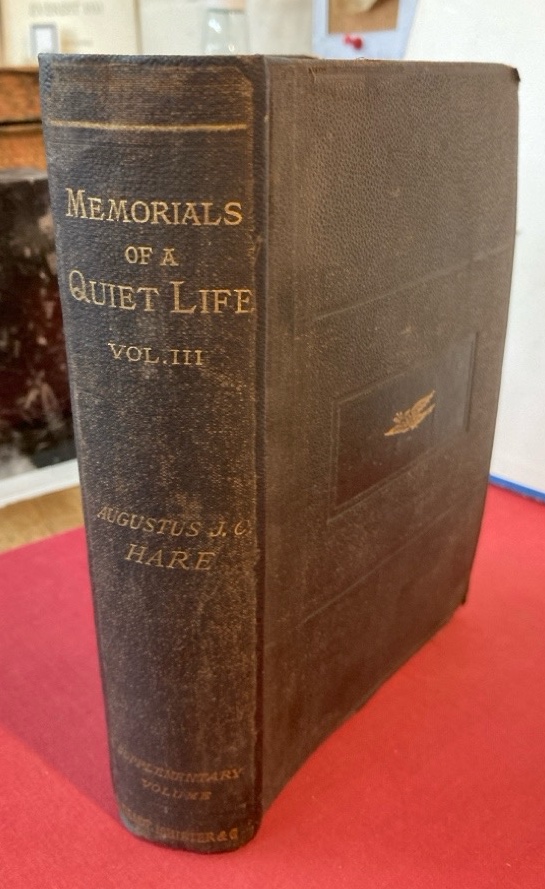 MEMORIALS
OF A
QUIET LIFE
VOL. III
AUGUSTUS J. C.
HARE
SUPPLEMENTARY
VOLUME